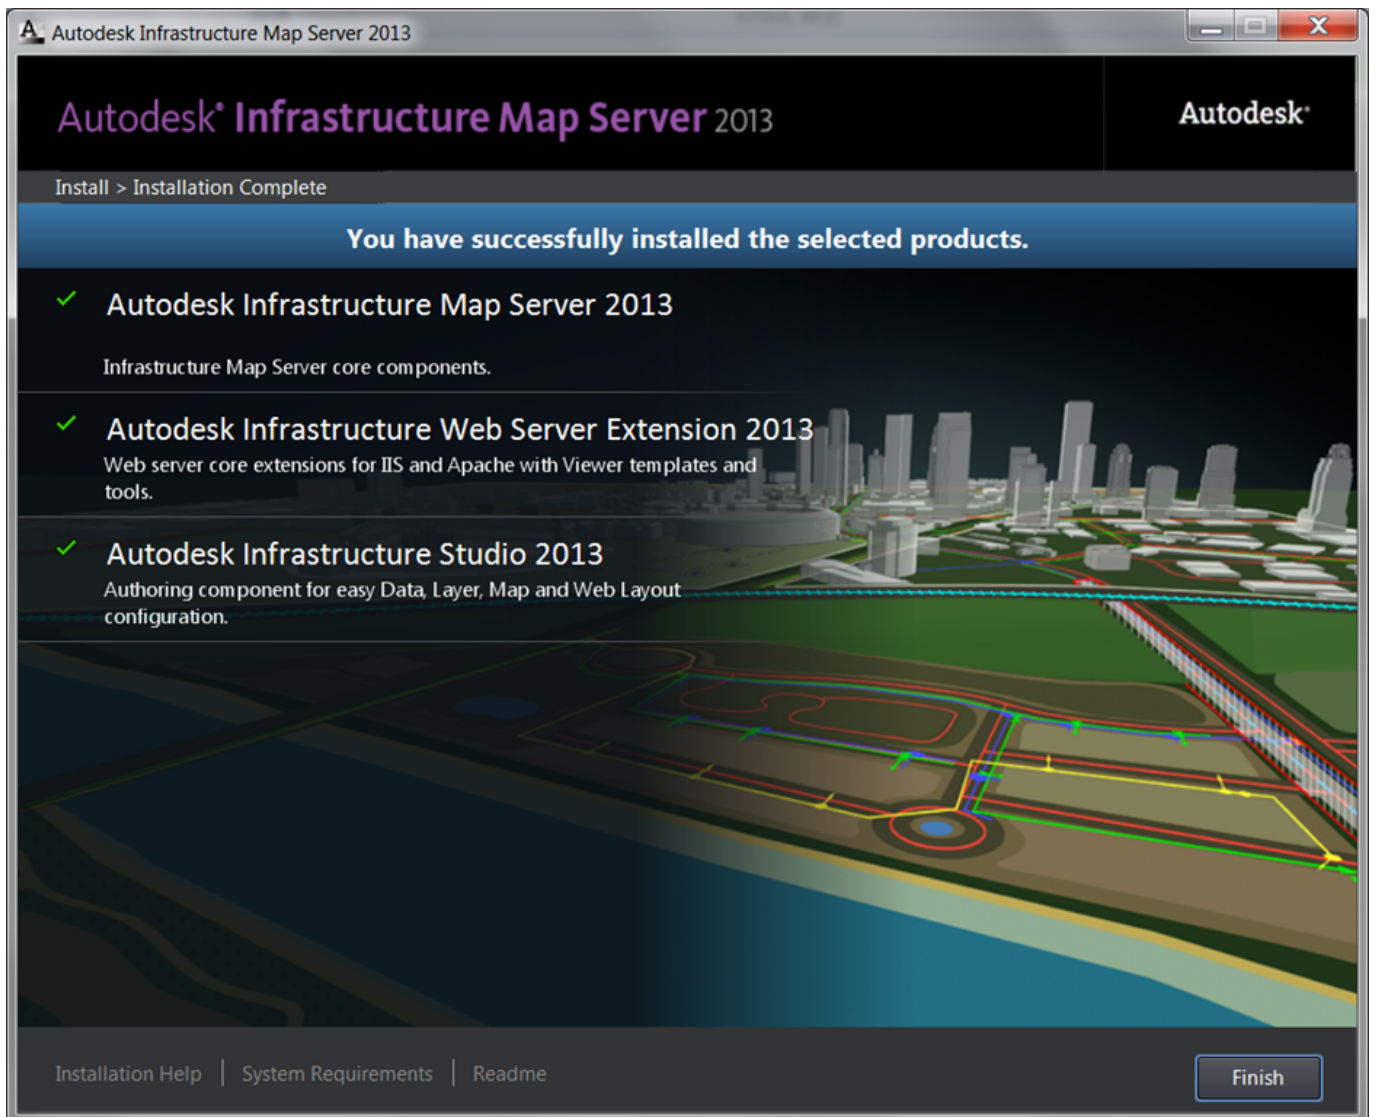 Autodesk Infrastructure Map Server 2013
Autodesk® Infrastructure Map Server 2013
Autodesk®
Install > Installation Complete
You have successfully installed the selected products.
Autodesk Infrastructure Map Server 2013
Infrastructure Map Server core components.
Autodesk Infrastructure Web Server Extension 2013
Web server core extensions for IIS and Apache with Viewer templates and
tools.
Autodesk Infrastructure Studio 2013
Authoring component for easy Data, Layer, Map and Web Layout
configuration.
Installation Help | System Requirements | Readme
Finish